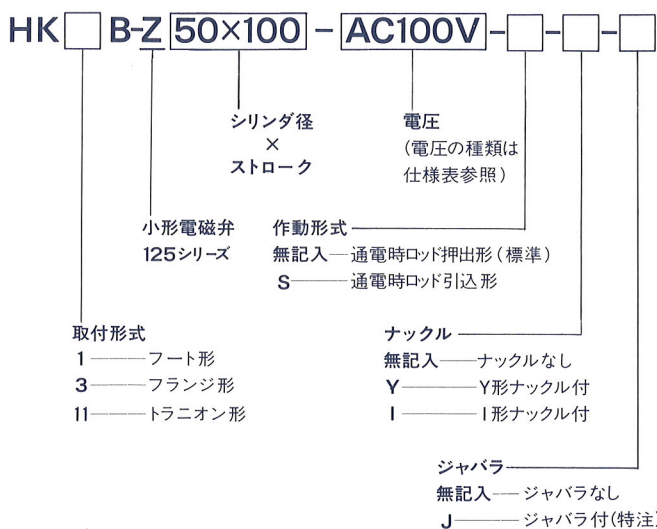 HK□ B-Z 50×100 - AC100V -□-□-□
シリンダ径
×
ストローク
電圧
(電圧の種類は
仕様表参照)
小形電磁弁
125シリーズ
作動形式
無記入―通電時ロッド押出形(標準)
S―通電時ロッド引込形
取付形式
1―フート形
3―フランジ形
11―トラニオン形
ナックル
無記入―ナックルなし
Y―Y形ナックル付
I―I形ナックル付
ジャバラ
無記入―ジャバラなし
J―ジャバラ付(特注)